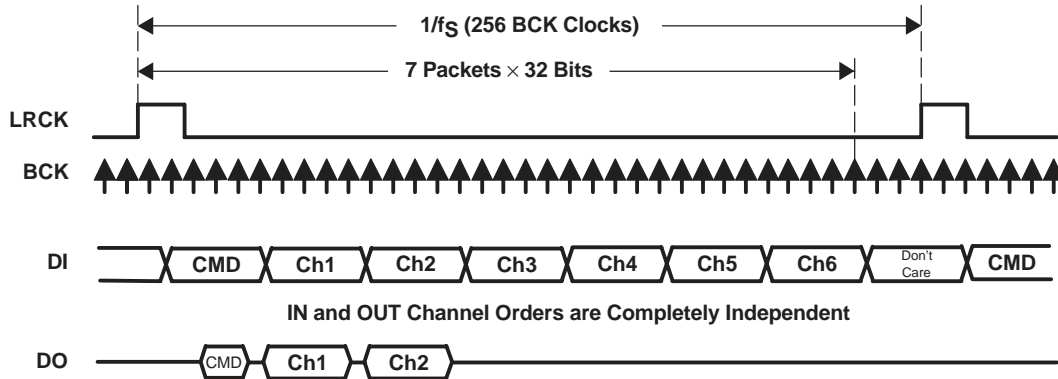 1/fS (256 BCK Clocks)
7 Packets × 32 Bits
LRCK
BCK
DI CMD Ch1 Ch2 Ch3 Ch4 Ch5 Ch6 Don't Care CMD
IN and OUT Channel Orders are Completely Independent
DO CMD Ch1 Ch2